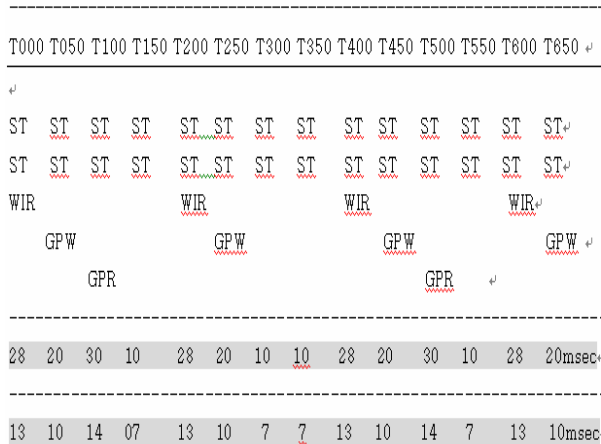 T000 T050 T100 T150 T200 T250 T300 T350 T400 T450 T500 T550 T600 T650
ST ST ST ST ST ST ST ST ST ST ST ST ST ST
ST ST ST ST ST ST ST ST ST ST ST ST ST ST
WIR WIR WIR WIR
GPW GPW GPW GPW
GPR GPR
28 20 30 10 28 20 10 10 28 20 30 10 28 20msec
13 10 14 07 13 10 7 7 13 10 14 7 13 10msec